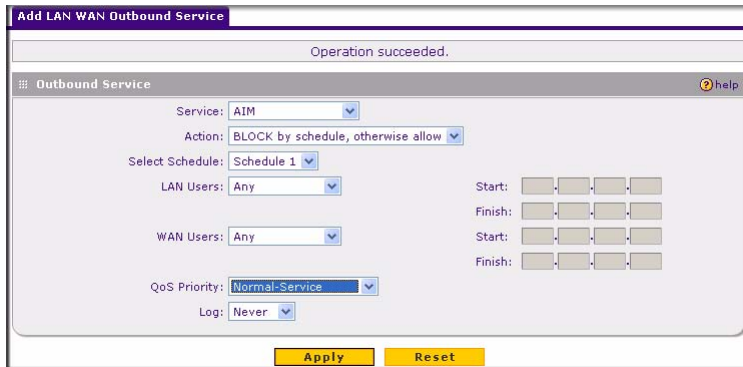 Add LAN WAN Outbound Service
Operation succeeded.
Outbound Service
help
Service: AIM
Action: BLOCK by schedule, otherwise allow
Select Schedule: Schedule 1
LAN Users: Any
Start:
Finish:
WAN Users: Any
Start:
Finish:
QoS Priority: Normal-Service
Log: Never
Apply Reset